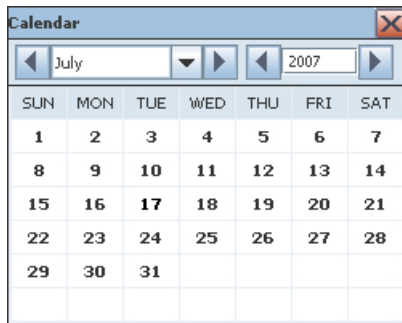 Calendar
July 2007
SUN MON TUE WED THU FRI SAT
1 2 3 4 5 6 7
8 9 10 11 12 13 14
15 16 17 18 19 20 21
22 23 24 25 26 27 28
29 30 31